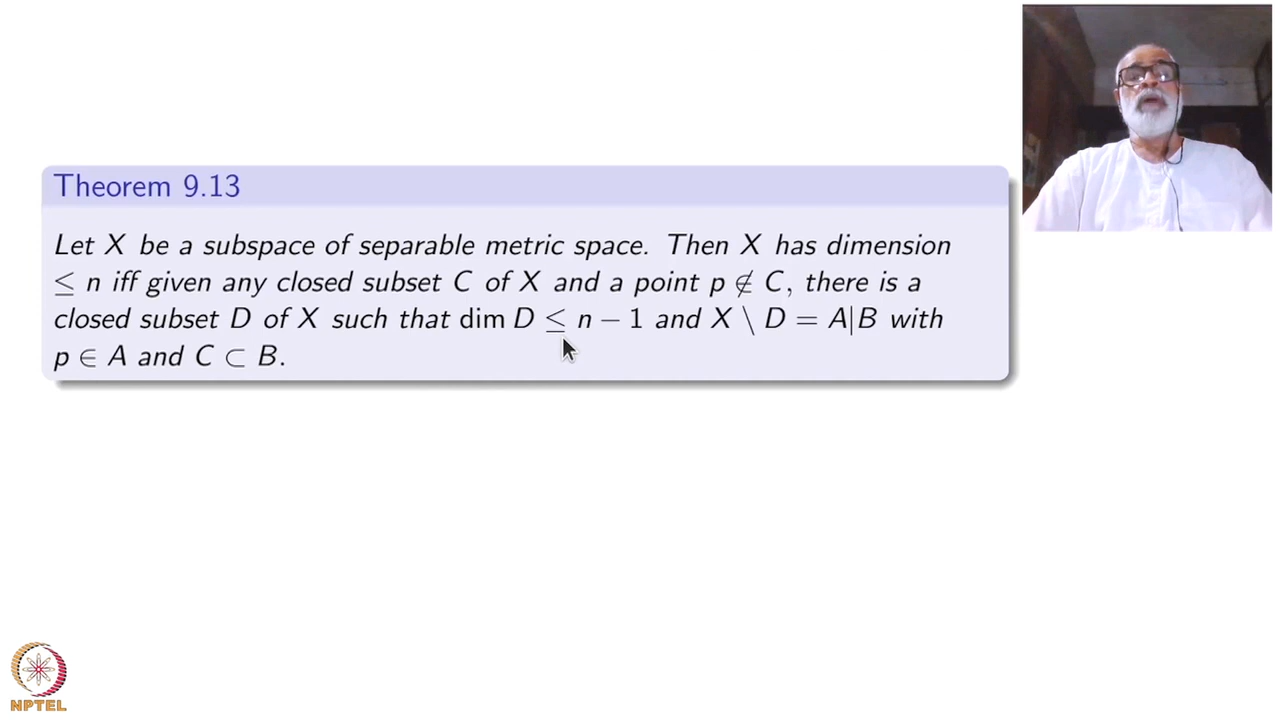 Theorem 9.13
Let X be a subspace of separable metric space. Then X has dimension
≤ n iff given any closed subset C of X and a point p ∉ C, there is a
closed subset D of X such that dim D ≤ n − 1 and X \ D = A|B with
p ∈ A and C ⊂ B.
NPTEL